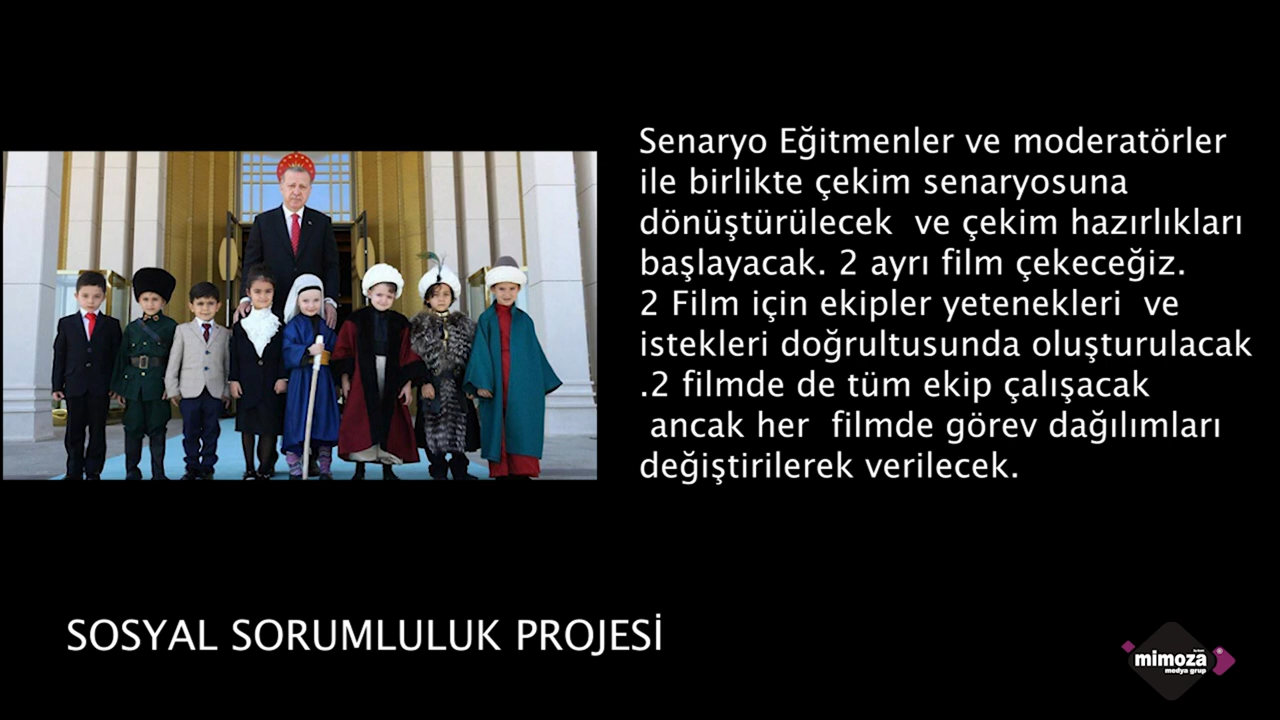 Senaryo Eğitmenler ve moderatörler
ile birlikte çekim senaryosuna
dönüştürülecek  ve çekim hazırlıkları
başlayacak. 2 ayrı film çekeceğiz.
2 Film için ekipler yetenekleri  ve
istekleri doğrultusunda oluşturulacak
.2 filmde de tüm ekip çalışacak
ancak her  filmde görev dağılımları
değiştirilerek verilecek.
SOSYAL SORUMLULUK PROJESİ
mimoza
medya grup